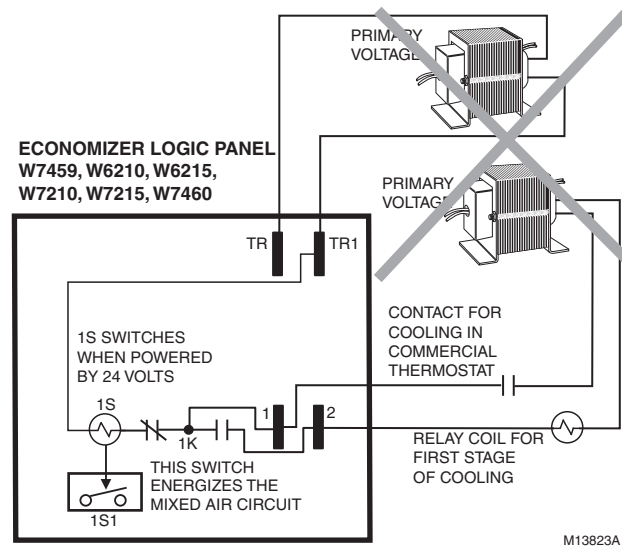 PRIMARY
VOLTAGE
ECONOMIZER LOGIC PANEL
W7459, W6210, W6215,
W7210, W7215, W7460
PRIMARY
VOLTAGE
TR
TR1
1S SWITCHES
WHEN POWERED
BY 24 VOLTS
CONTACT FOR
COOLING IN
COMMERCIAL
THERMOSTAT
1S
1K
1
2
THIS SWITCH
ENERGIZES THE
MIXED AIR CIRCUIT
1S1
RELAY COIL FOR
FIRST STAGE
OF COOLING
M13823A